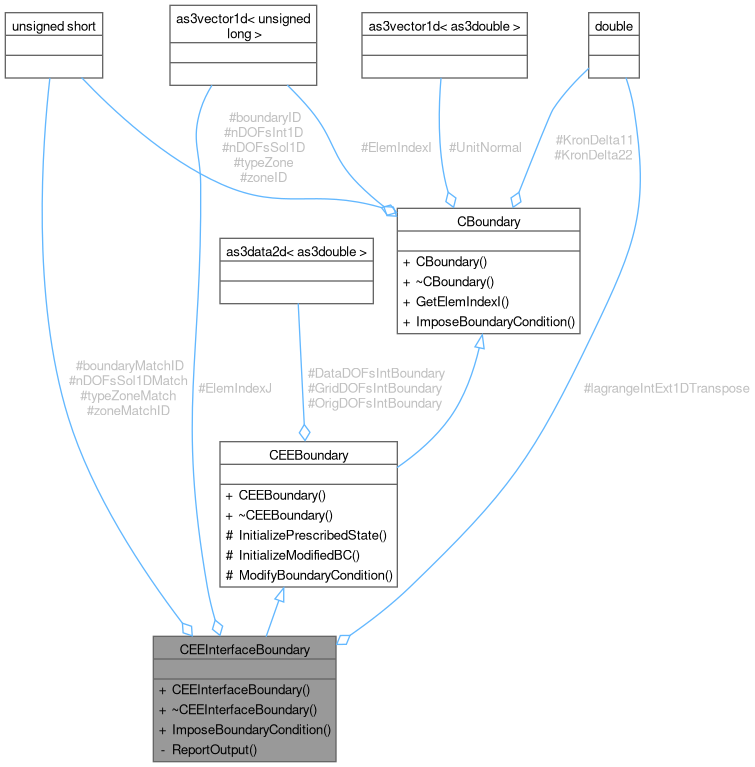 unsigned short
as3vector1d< unsigned
long >
as3vector1d< as3double >
double
#boundaryID
#nDOFsInt1D
#nDOFsSol1D
#typeZone
#zoneID
#ElemIndexI
#UnitNormal
#KronDelta11
#KronDelta22
CBoundary
+ CBoundary()
+ ~CBoundary()
+ GetElemIndexI()
+ ImposeBoundaryCondition()
as3data2d< as3double >
#boundaryMatchID
#nDOFsSol1DMatch
#typeZoneMatch
#zoneMatchID
#ElemIndexJ
#DataDOFsIntBoundary
#GridDOFsIntBoundary
#OrigDOFsIntBoundary
#lagrangeIntExt1DTranspose
CEEBoundary
+ CEEBoundary()
+ ~CEEBoundary()
# InitializePrescribedState()
# InitializeModifiedBC()
# ModifyBoundaryCondition()
CEEInterfaceBoundary
+ CEEInterfaceBoundary()
+ ~CEEInterfaceBoundary()
+ ImposeBoundaryCondition()
- ReportOutput()